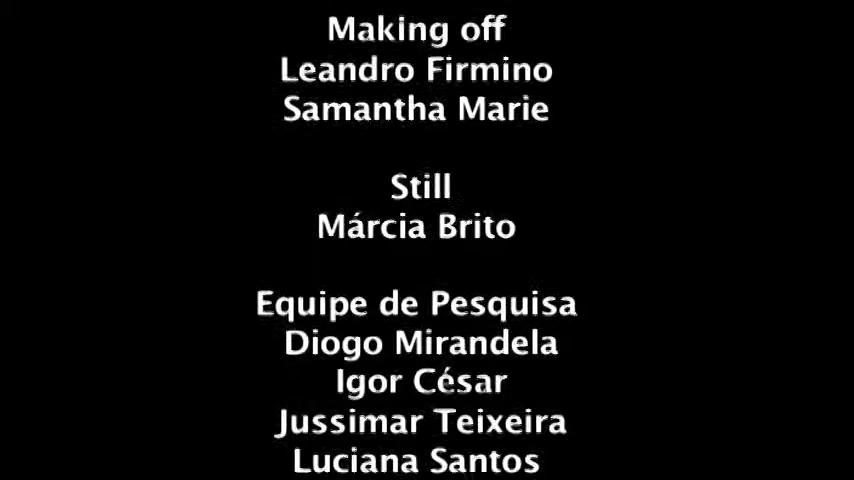 Making off
Leandro Firmino
Samantha Marie
Still
Márcia Brito
Equipe de Pesquisa
Diogo Mirandela
Igor César
Jussimar Teixeira
Luciana Santos